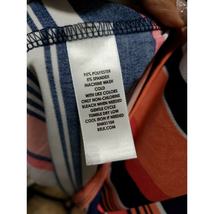 95% POLYESTER
5% SPANDEX
MACHINE WASH
COLD
WITH LIKE COLORS
ONLY NON-CHLORINE
BLEACH WHEN NEEDED
GENTLE CYCLE
TUMBLE DRY LOW
COOL IRON IF NEEDED